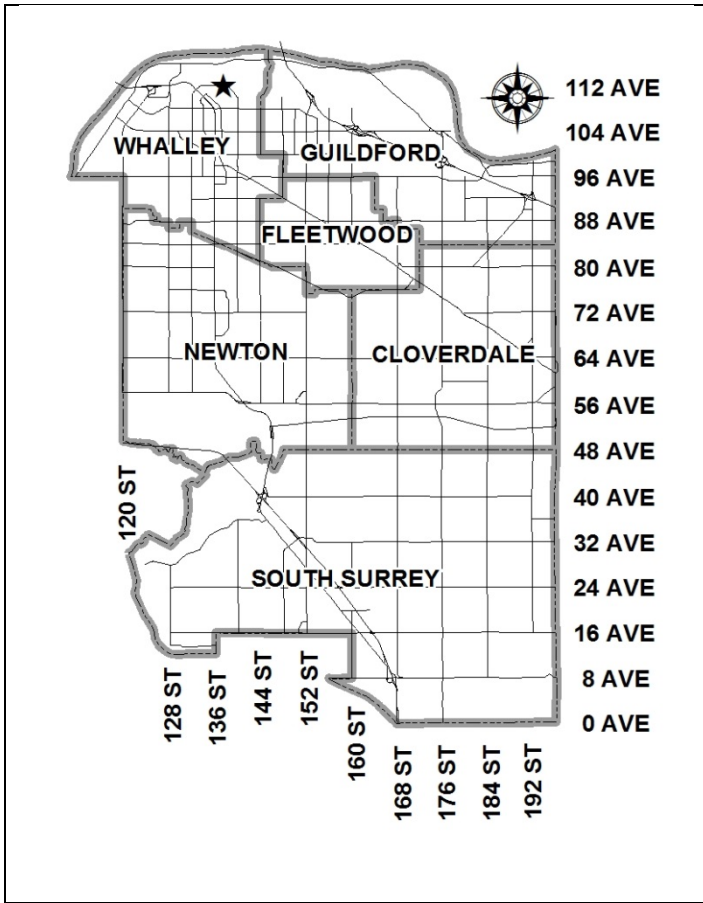 112 AVE
104 AVE
WHALLEY
GUILDFORD
96 AVE
88 AVE
FLEETWOOD
80 AVE
72 AVE
NEWTON
CLOVERDALE
64 AVE
56 AVE
48 AVE
120 ST
40 AVE
32 AVE
SOUTH SURREY
24 AVE
16 AVE
128 ST
136 ST
144 ST
152 ST
160 ST
8 AVE
0 AVE
168 ST
176 ST
184 ST
192 ST